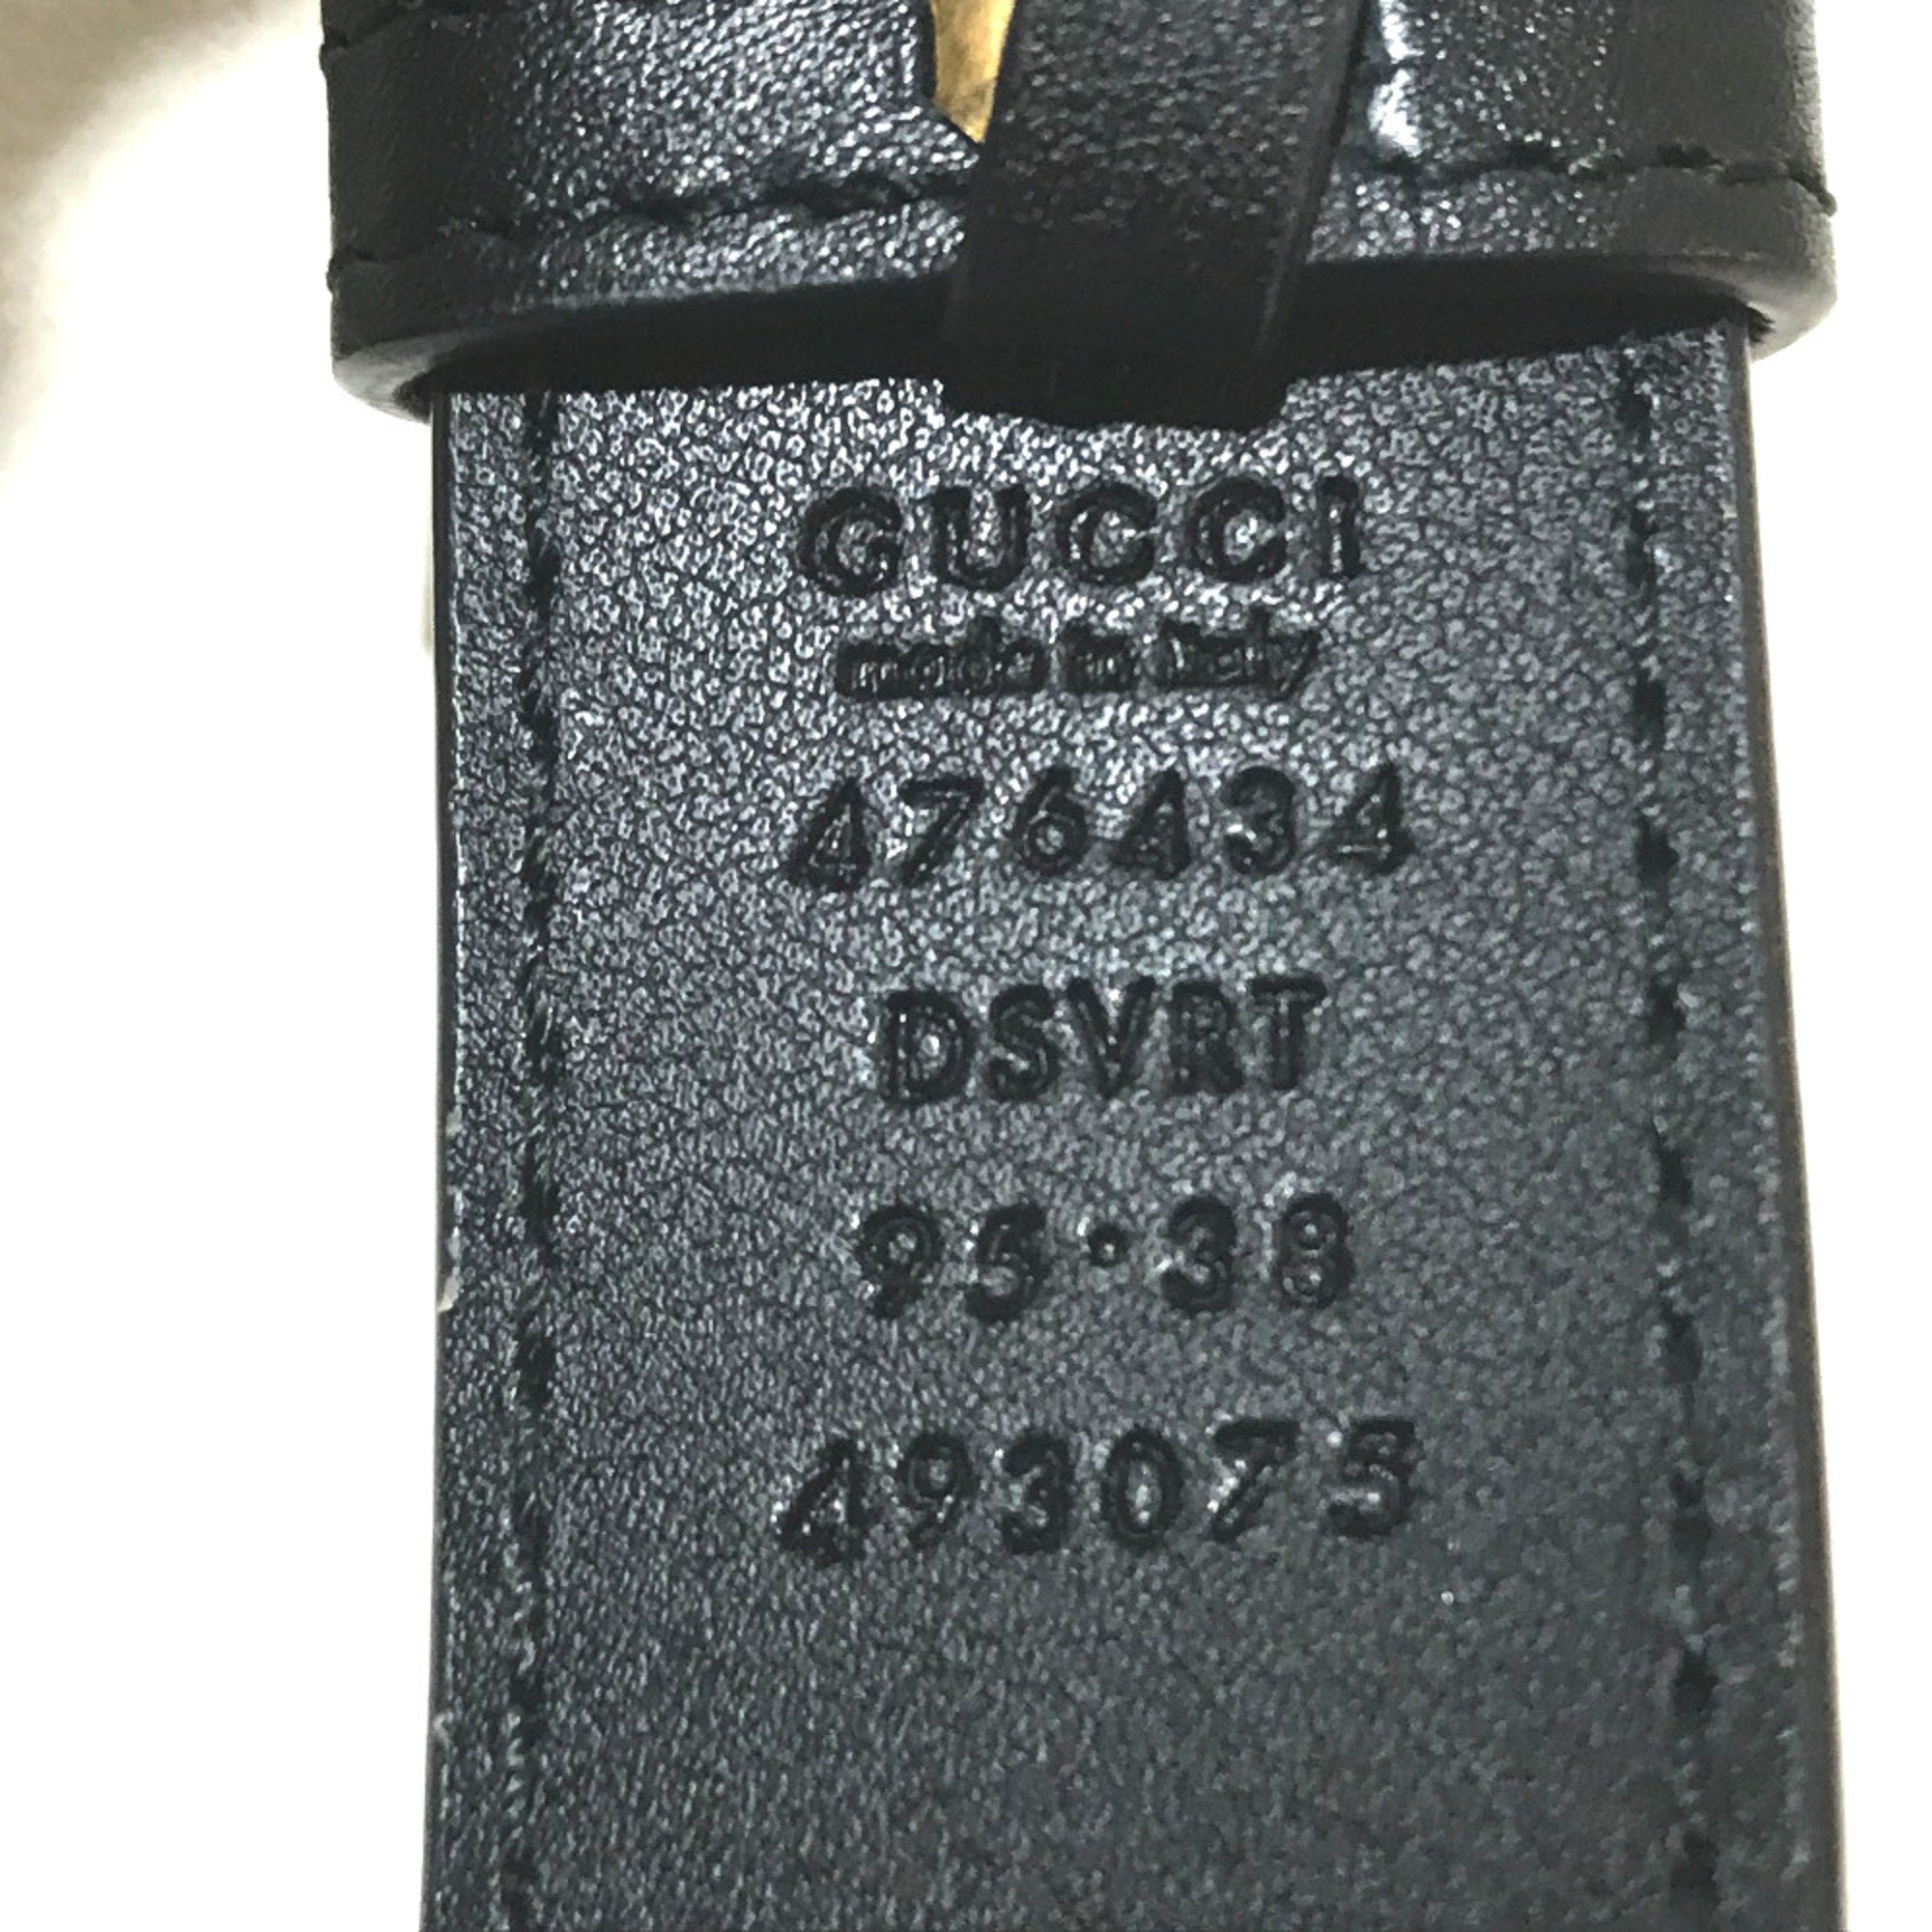 GUCCI
made in Italy
476434
DSVRT
95·38
493075